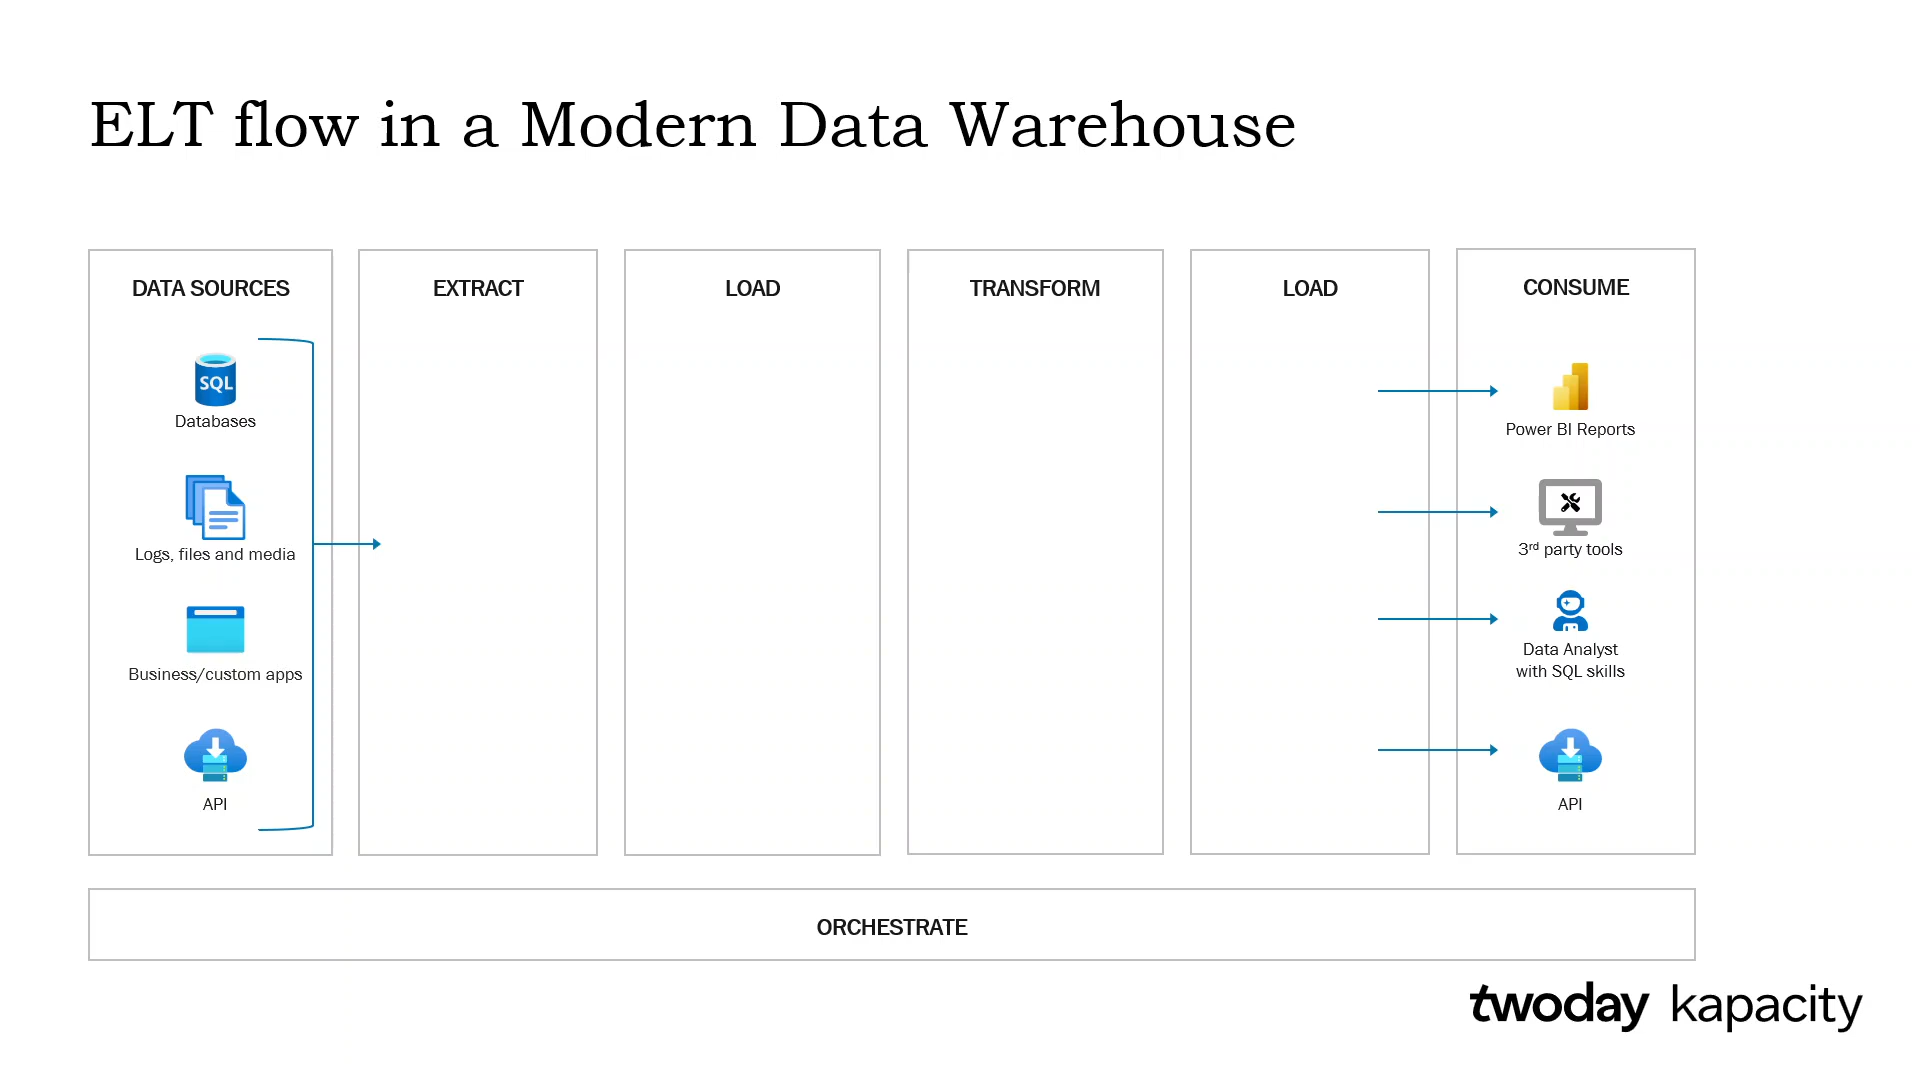 ELT flow in a Modern Data Warehouse
DATA SOURCES
SQL
Databases
Logs, files and media
Business/custom apps
API
EXTRACT
LOAD
TRANSFORM
LOAD
CONSUME
Power BI Reports
3rd party tools
Data Analyst
with SQL skills
API
ORCHESTRATE
twoday kapacity